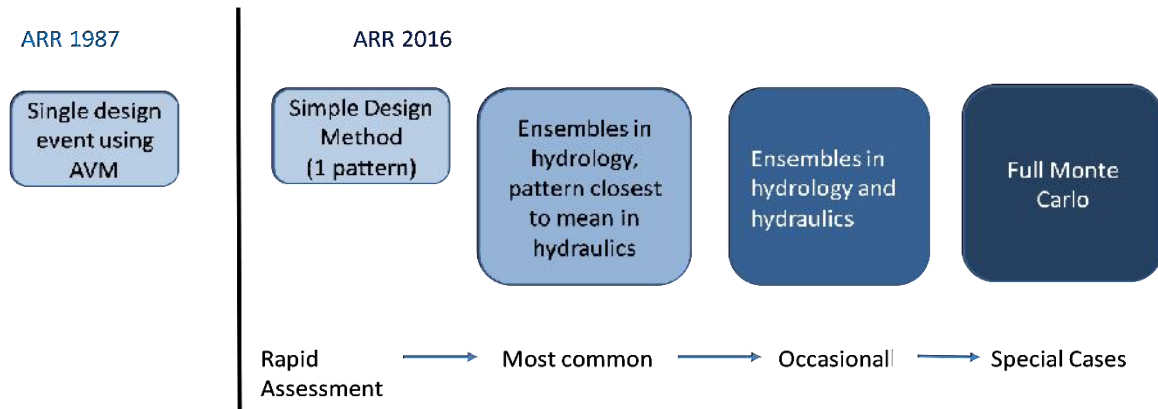 ARR 1987
ARR 2016
Single design
event using
AVM
Simple Design
Method
(1 pattern)
Ensembles in
hydrology,
pattern closest
to mean in
hydraulics
Ensembles in
hydrology and
hydraulics
Full Monte
Carlo
Rapid
Assessment
Most common
Occasionall
Special Cases